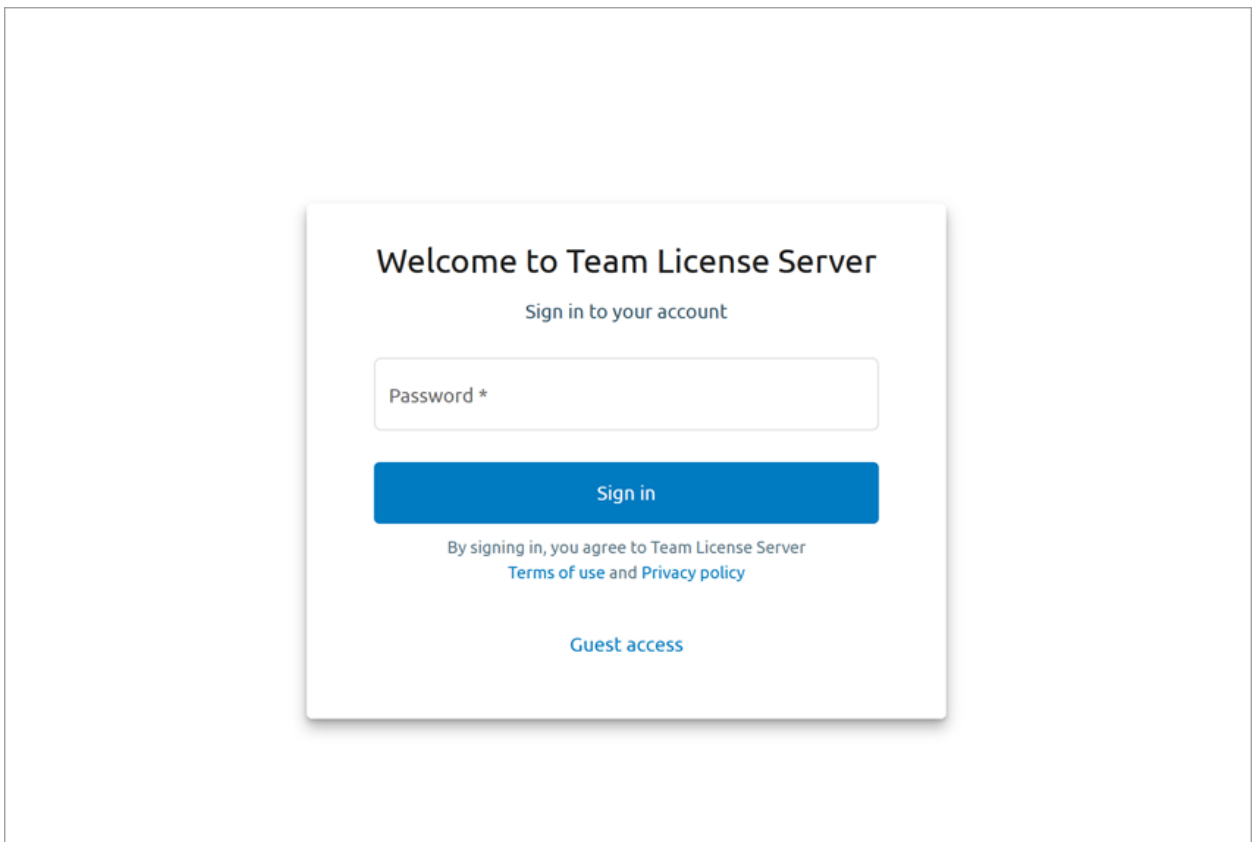 Welcome to Team License Server
Sign in to your account
Password *
Sign in
By signing in, you agree to Team License Server
Terms of use and Privacy policy
Guest access